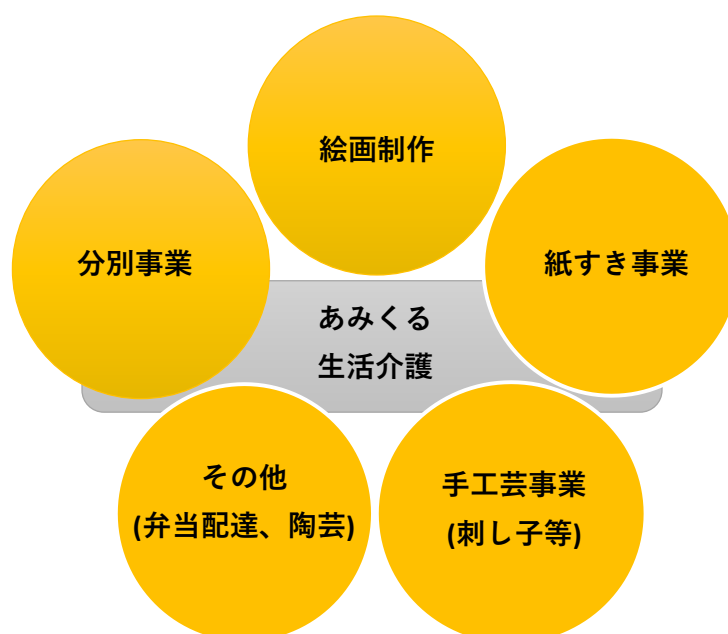 絵画制作
分別事業
紙すき事業
あみくる
生活介護
その他
(弁当配達、陶芸)
手工芸事業
(刺し子等)